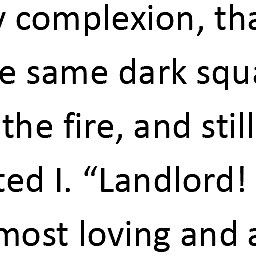 complexion, tha
e same dark squa
the fire, and still
ted I. “Landlord!
most loving and a